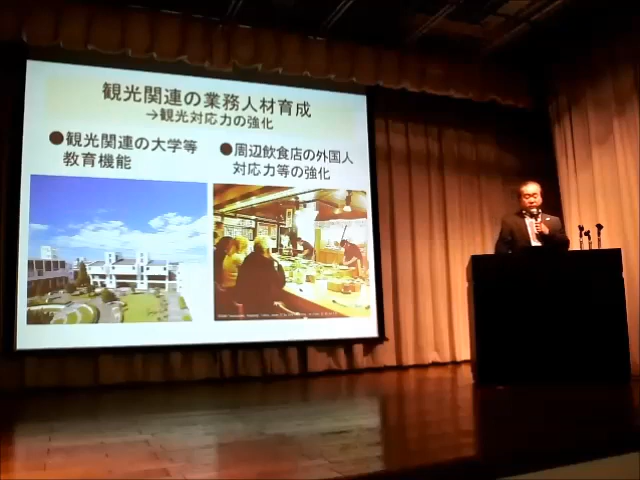 観光関連の業務人材育成
→観光対応力の強化
●観光関連の大学等
教育機能
●周辺飲食店の外国人
対応力等の強化